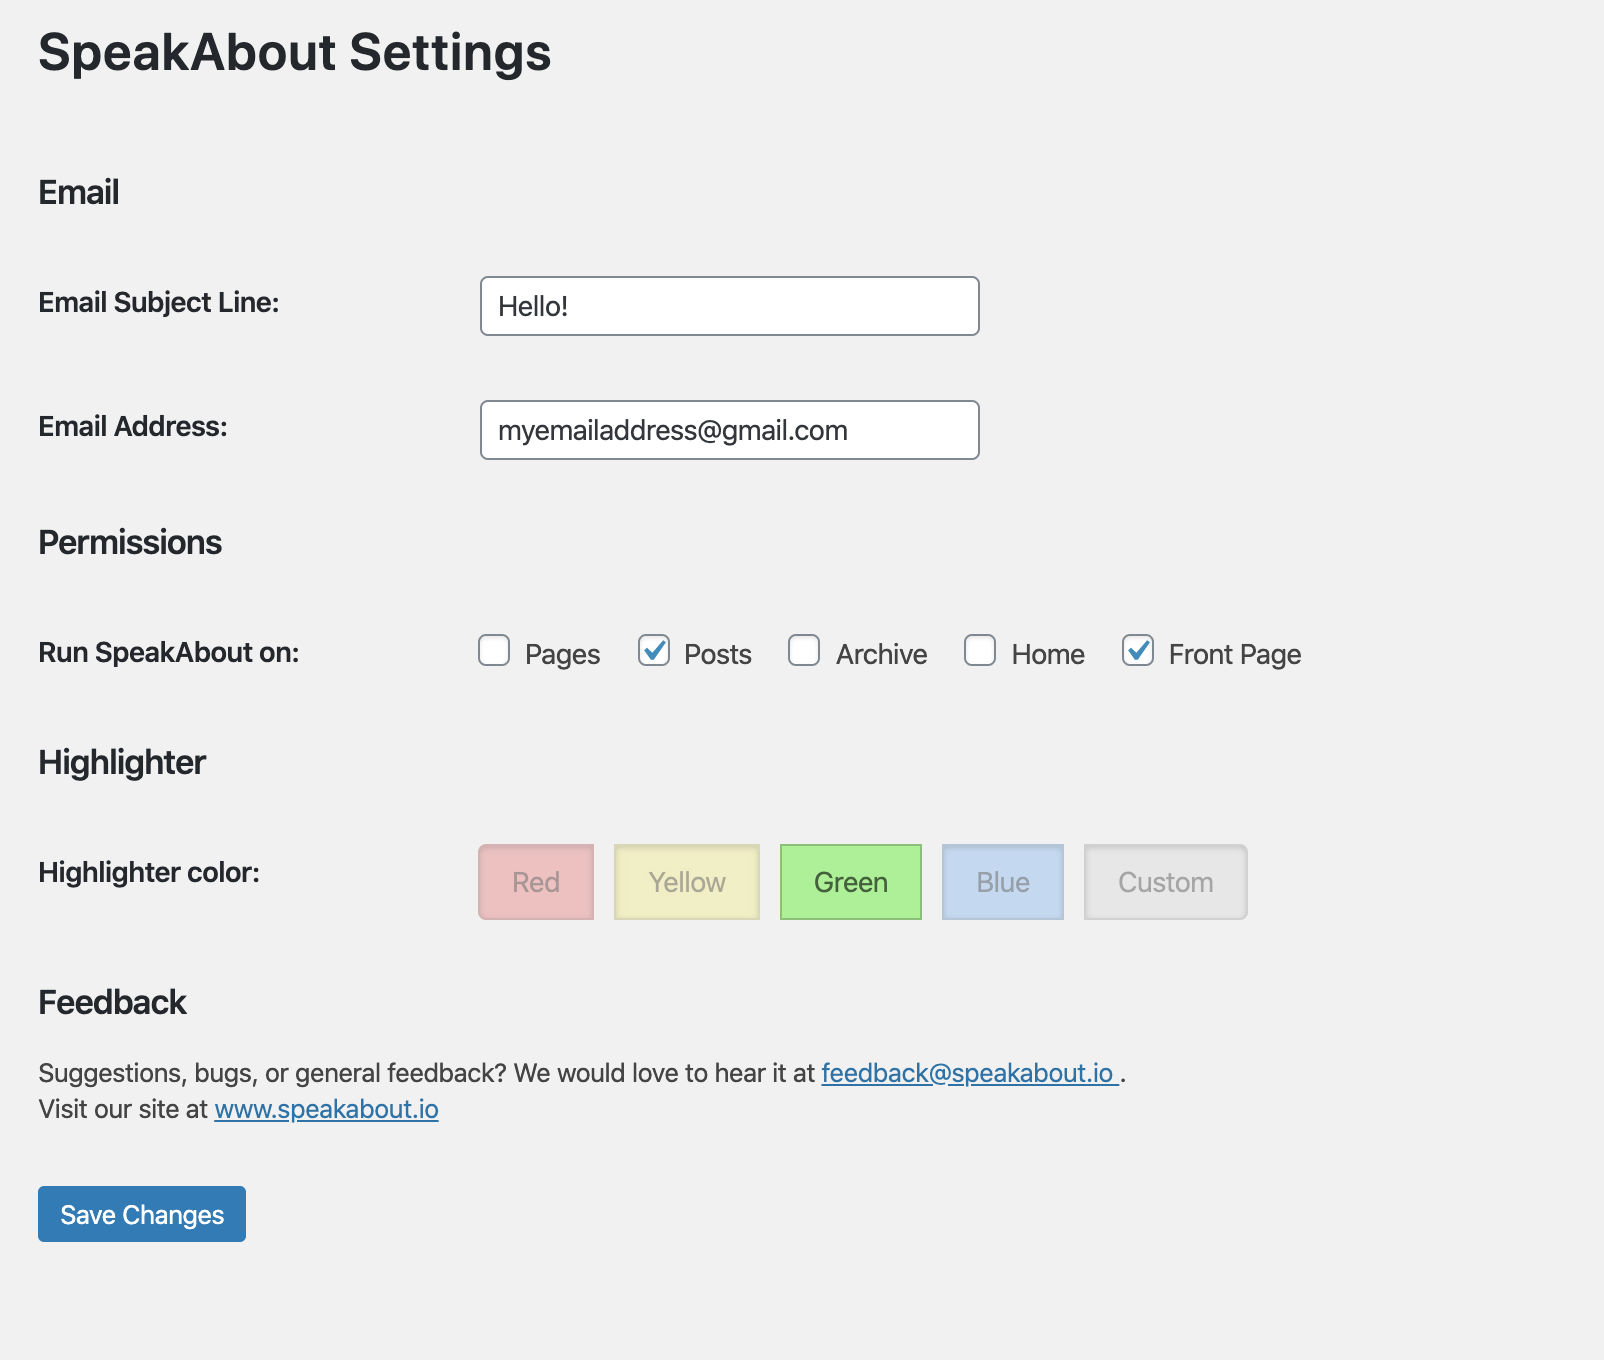 SpeakAbout Settings
Email
Email Subject Line: Hello!
Email Address: myemailaddress@gmail.com
Permissions
Run SpeakAbout on: Pages Posts Archive Home Front Page
Highlighter
Highlighter color: Red Yellow Green Blue Custom
Feedback
Suggestions, bugs, or general feedback? We would love to hear it at feedback@speakabout.io .
Visit our site at www.speakabout.io
Save Changes